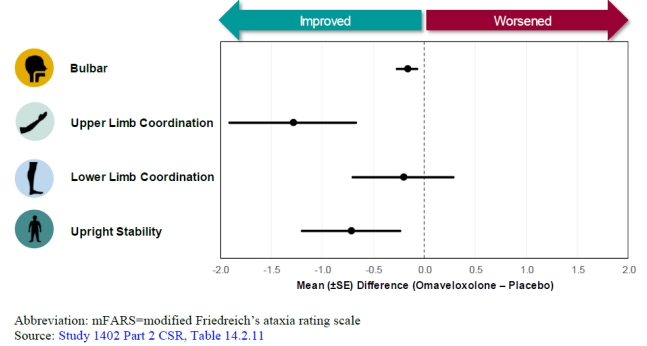 Improved Worsened
Bulbar
Upper Limb Coordination
Lower Limb Coordination
Upright Stability
-2.0 -1.5 -1.0 -0.5 0.0 0.5 1.0 1.5 2.0
Mean (±SE) Difference (Omaveloxolone – Placebo)
Abbreviation: mFARS=modified Friedreich's ataxia rating scale
Source: Study 1402 Part 2 CSR, Table 14.2.11